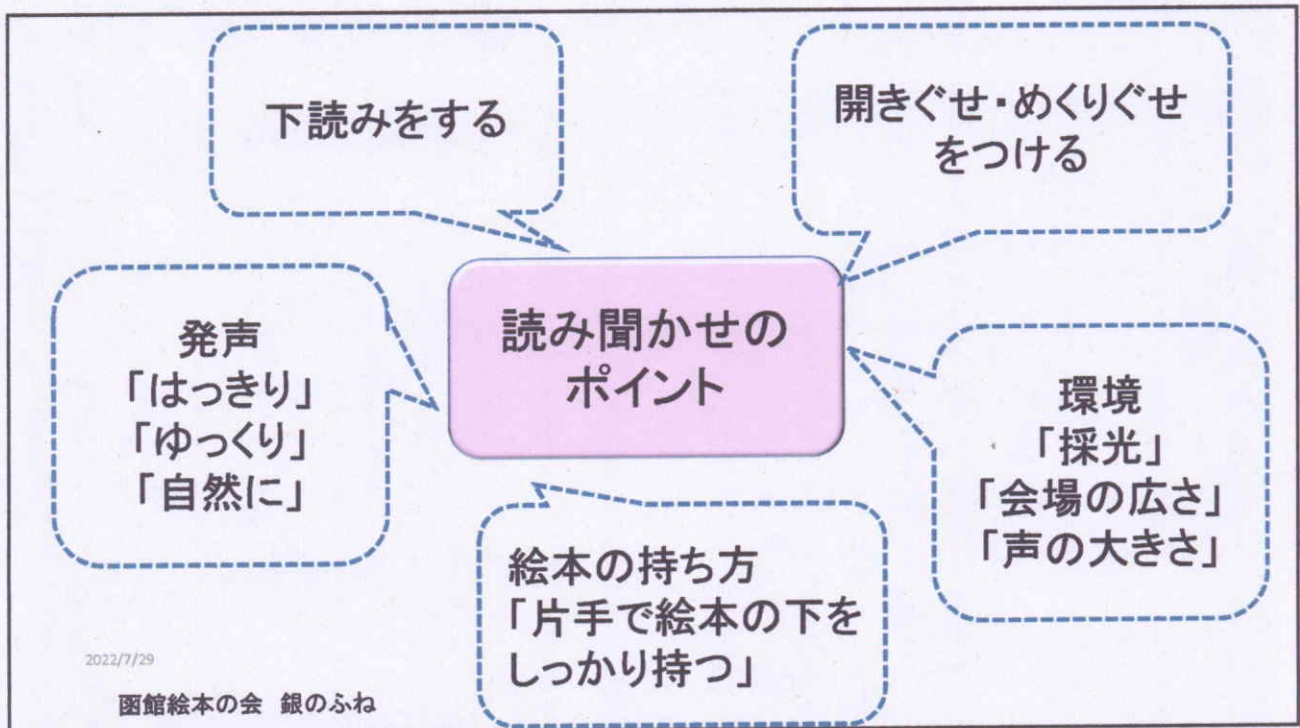 下読みをする
開きぐせ・めくりぐせ
をつける
読み聞かせの
ポイント
発声
「はっきり」
「ゆっくり」
「自然に」
環境
「採光」
「会場の広さ」
「声の大きさ」
絵本の持ち方
「片手で絵本の下を
しっかり持つ」
2022/7/29
函館絵本の会 銀のふね